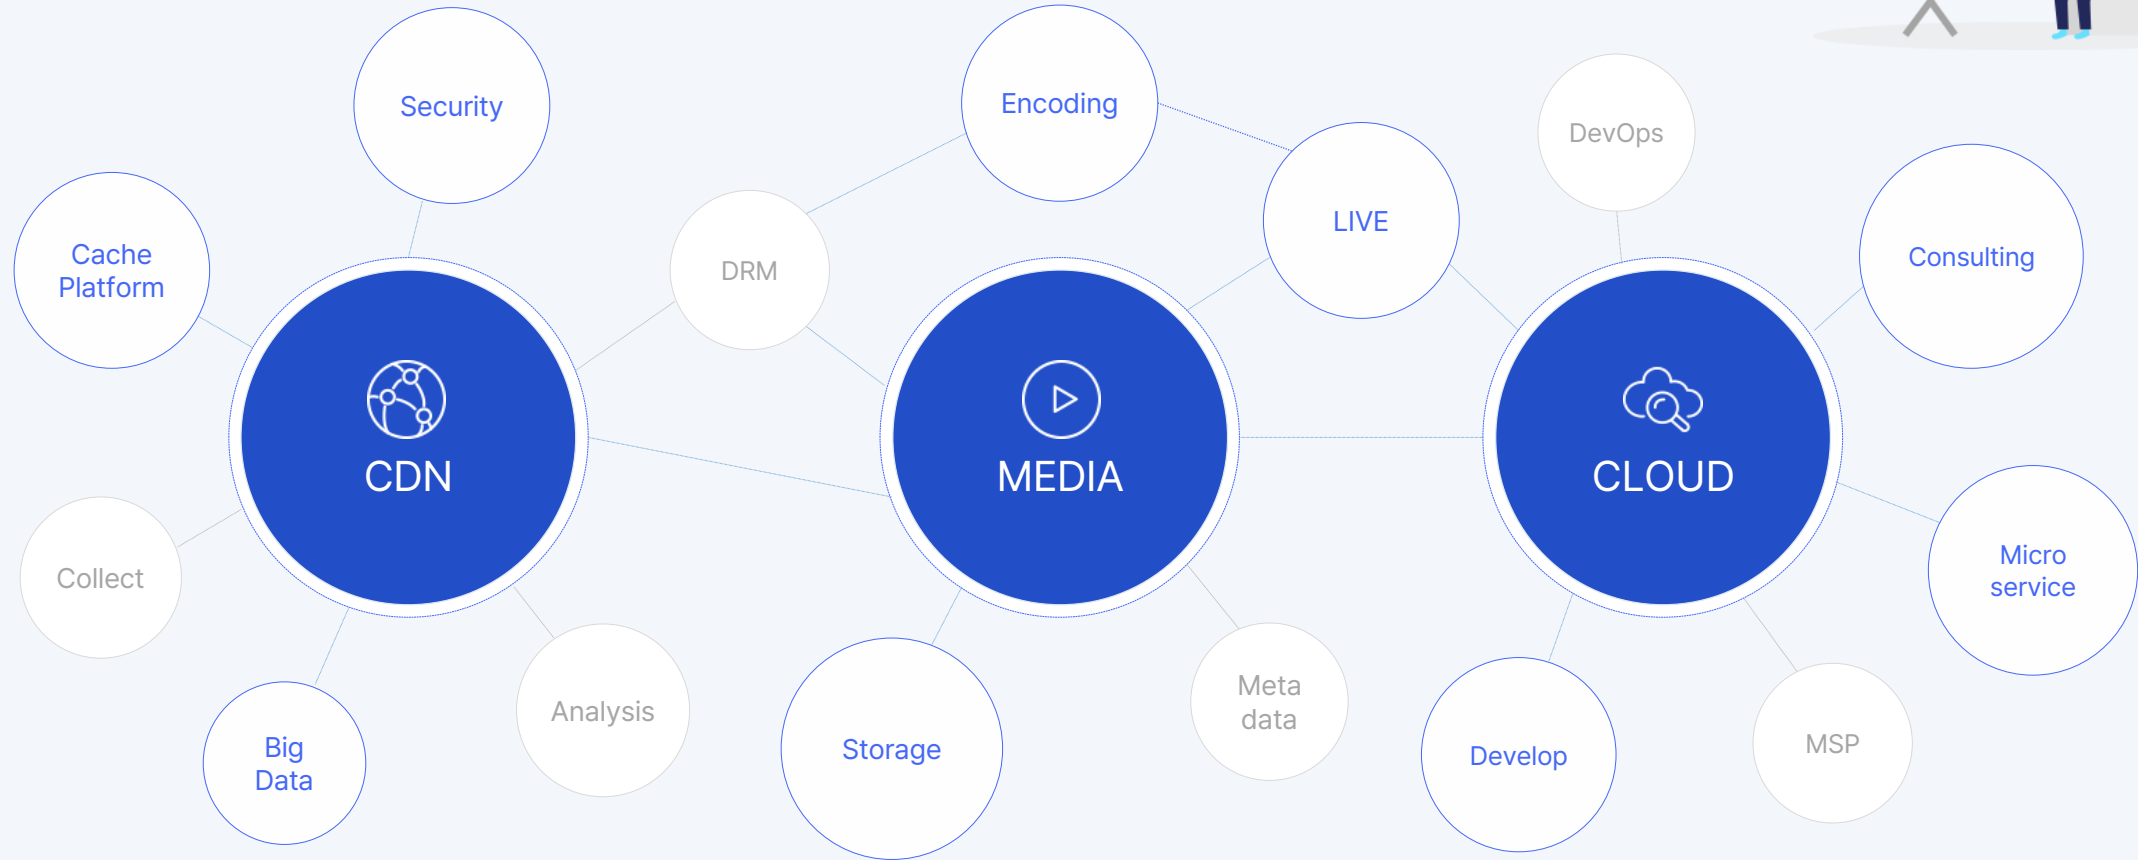 Security
Encoding
DevOps
LIVE
Cache
Platform
DRM
Consulting
CDN
MEDIA
CLOUD
Collect
Micro
service
Analysis
Meta
data
Big
Data
Storage
Develop
MSP